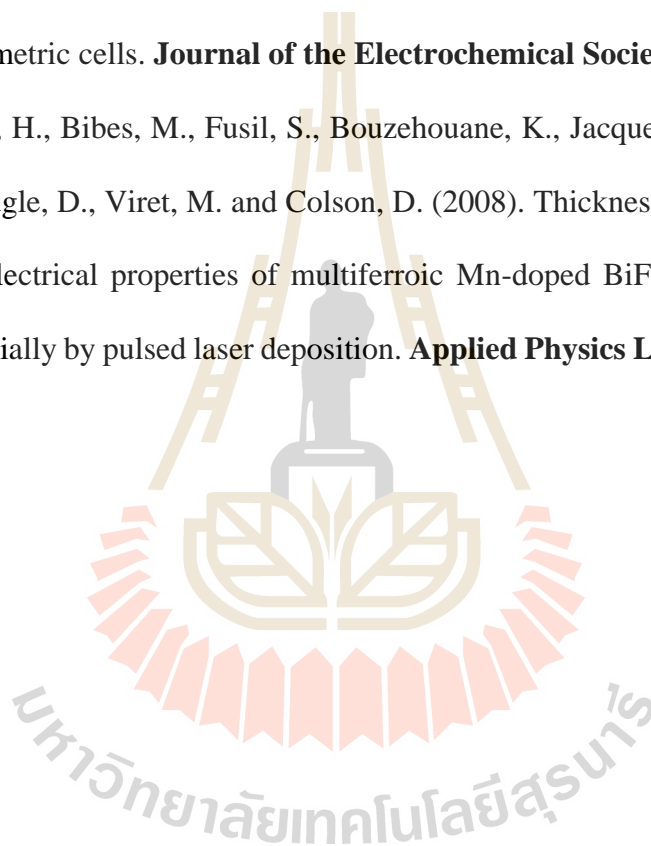 metric cells. Journal of the Electrochemical Socie
, H., Bibes, M., Fusil, S., Bouzehouane, K., Jacque
ngle, D., Viret, M. and Colson, D. (2008). Thicknes
lectrical properties of multiferroic Mn-doped BiF
ially by pulsed laser deposition. Applied Physics L
มหาวิทยาลัยเทคโนโลยีสุรนารี